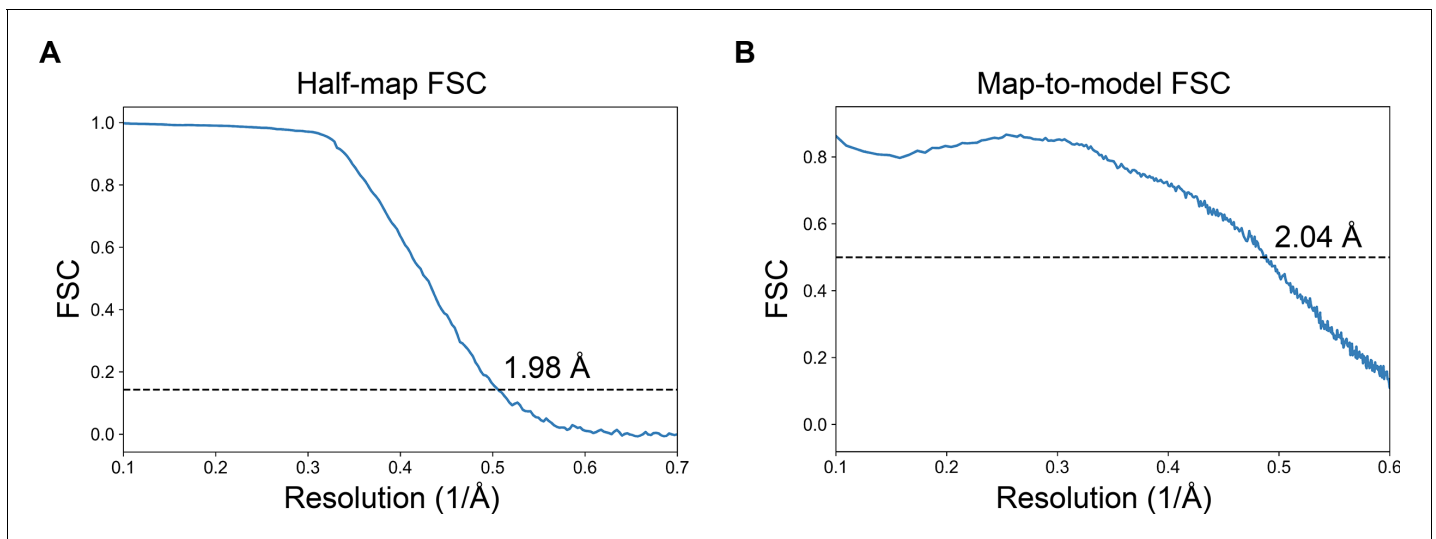 A
Half-map FSC
1.0
0.8
0.6
0.4
0.2
0.0
FSC
1.98 Å
0.1 0.2 0.3 0.4 0.5 0.6 0.7
Resolution (1/Å)
B
Map-to-model FSC
0.8
0.6
0.4
0.2
0.0
FSC
2.04 Å
0.1 0.2 0.3 0.4 0.5 0.6
Resolution (1/Å)